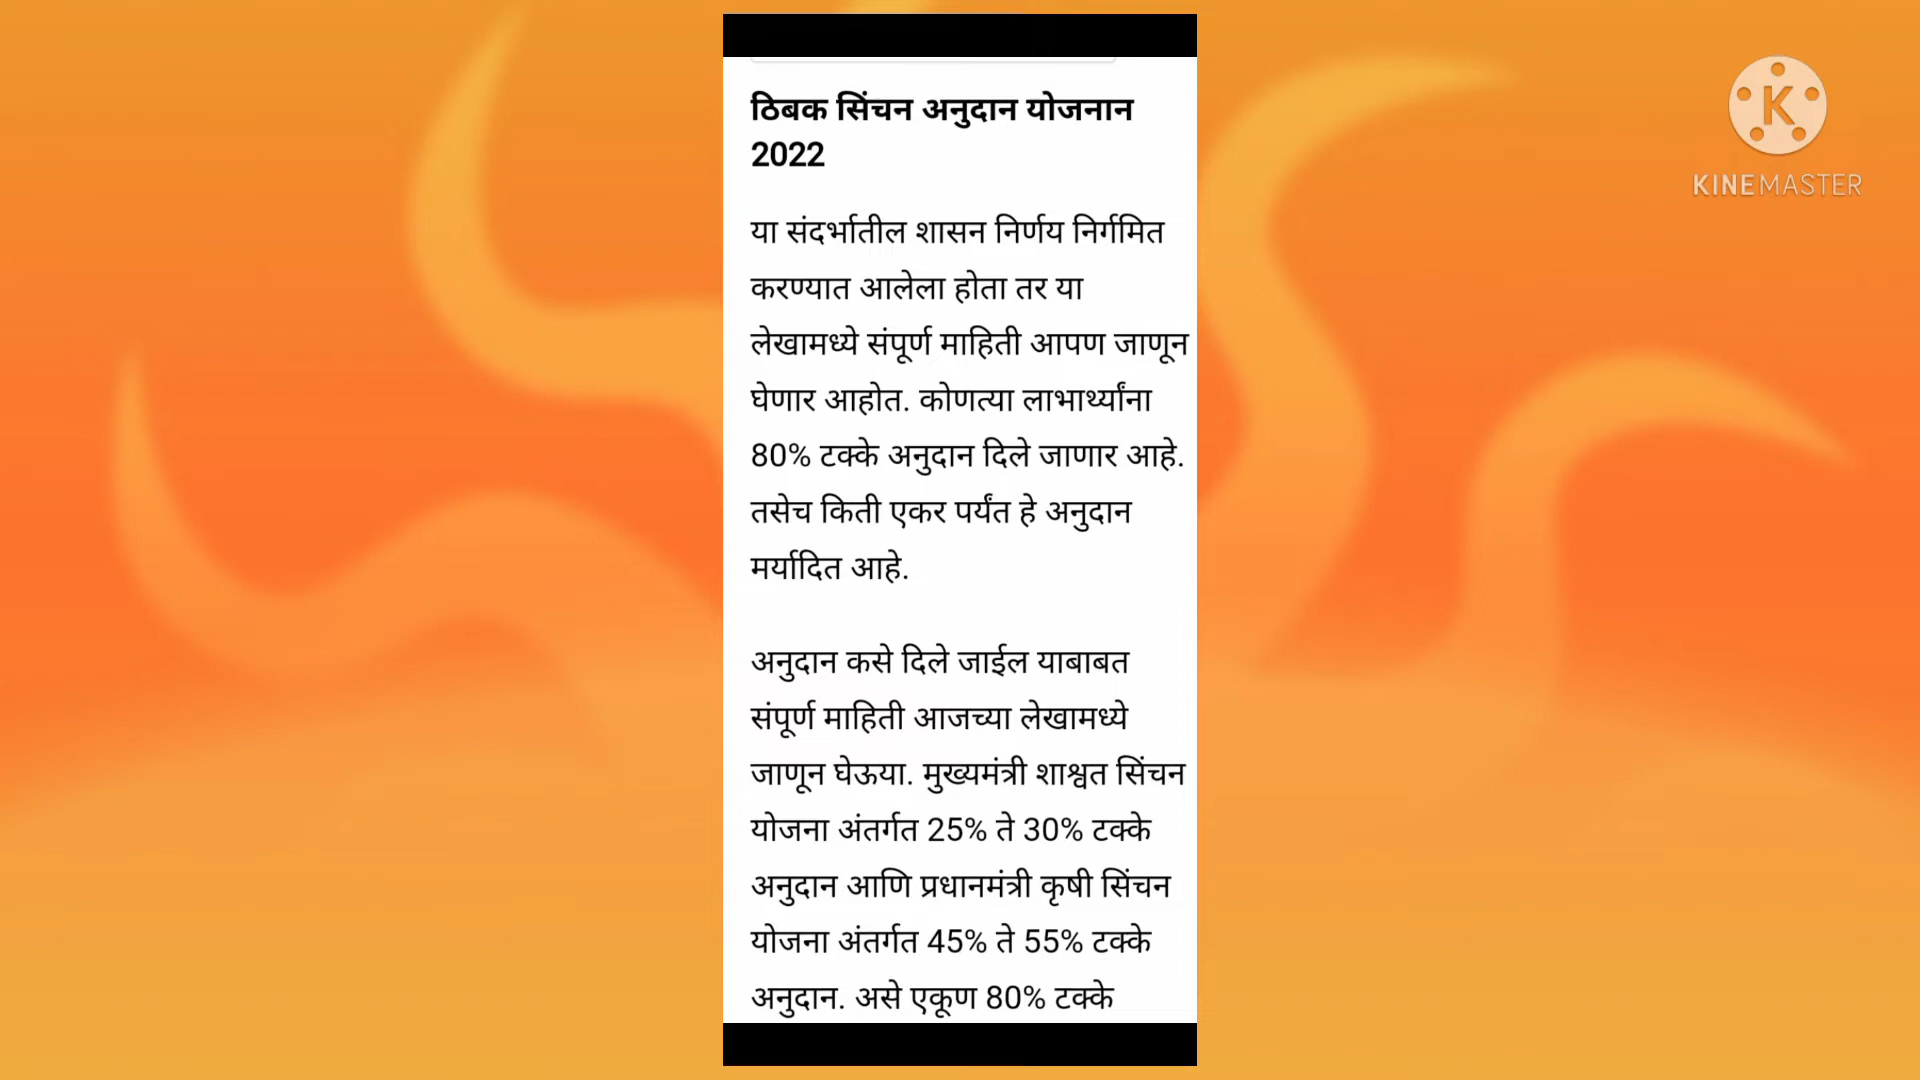 ठिबक सिंचन अनुदान योजनान
2022
या संदर्भातील शासन निर्णय निर्गमित
करण्यात आलेला होता तर या
लेखामध्ये संपूर्ण माहिती आपण जाणून
घेणार आहोत. कोणत्या लाभार्थ्यांना
80% टक्के अनुदान दिले जाणार आहे.
तसेच किती एकर पर्यंत हे अनुदान
मर्यादित आहे.
अनुदान कसे दिले जाईल याबाबत
संपूर्ण माहिती आजच्या लेखामध्ये
जाणून घेऊया. मुख्यमंत्री शाश्वत सिंचन
योजना अंतर्गत 25% ते 30% टक्के
अनुदान आणि प्रधानमंत्री कृषी सिंचन
योजना अंतर्गत 45% ते 55% टक्के
अनुदान. असे एकूण 80% टक्के
K
KINEMASTER